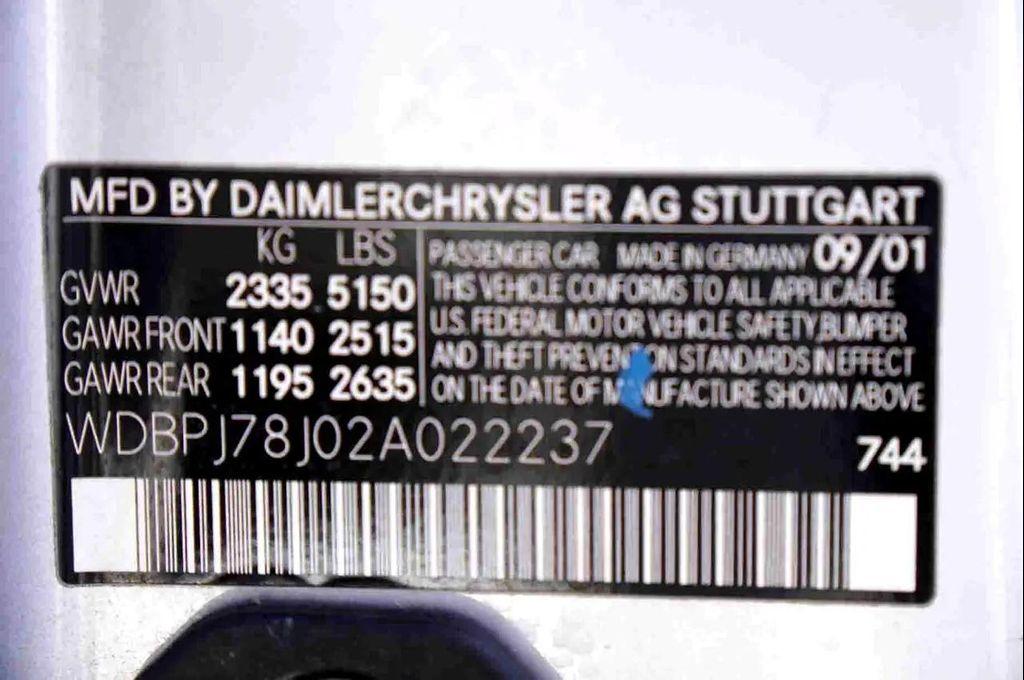 MFD BY DAIMLERCHRYSLER AG STUTTGART
KG LBS
GVWR 2335 5150
GAWR FRONT 1140 2515
GAWR REAR 1195 2635
PASSENGER CAR MADE IN GERMANY 09/01
THIS VEHICLE CONFORMS TO ALL APPLICABLE
U.S. FEDERAL MOTOR VEHICLE SAFETY,BUMPER
AND THEFT PREVENTION STANDARDS IN EFFECT
ON THE DATE OF MANUFACTURE SHOWN ABOVE
WDBPJ78J02A022237
744